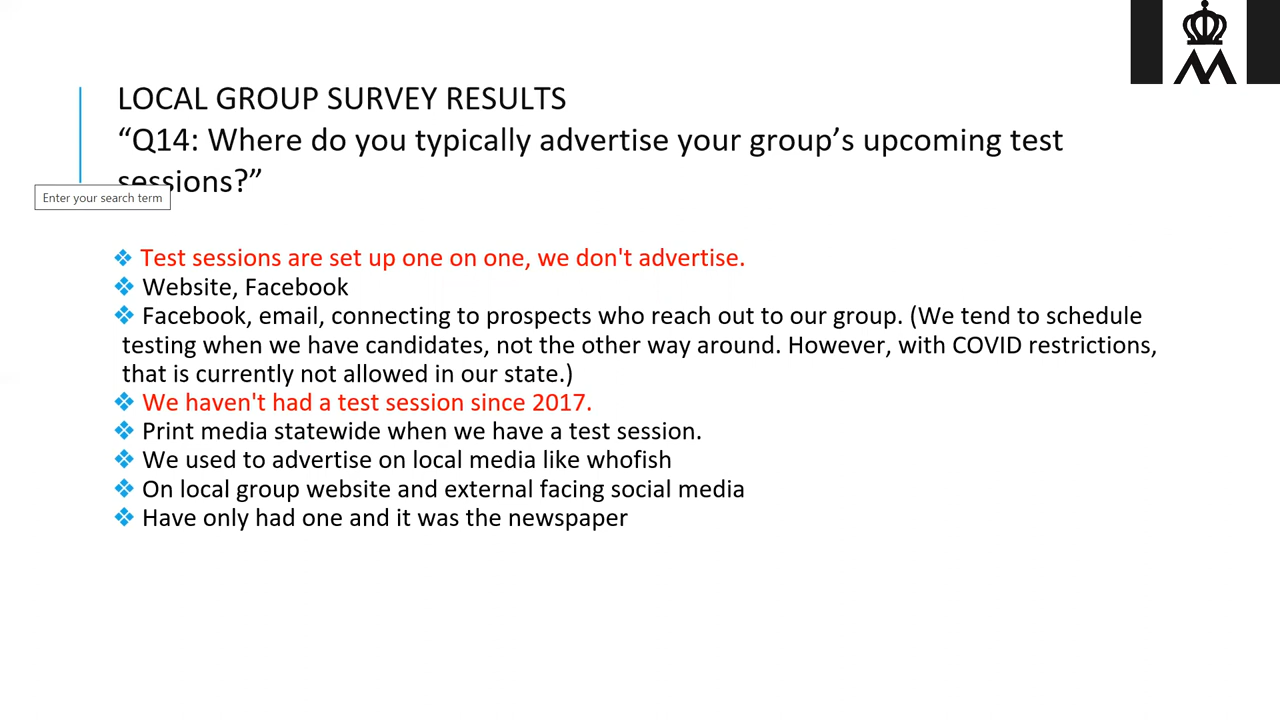 LOCAL GROUP SURVEY RESULTS
“Q14: Where do you typically advertise your group’s upcoming test
sessions?”
Enter your search term
❖ Test sessions are set up one on one, we don't advertise.
❖ Website, Facebook
❖ Facebook, email, connecting to prospects who reach out to our group. (We tend to schedule
testing when we have candidates, not the other way around. However, with COVID restrictions,
that is currently not allowed in our state.)
❖ We haven't had a test session since 2017.
❖ Print media statewide when we have a test session.
❖ We used to advertise on local media like whofish
❖ On local group website and external facing social media
❖ Have only had one and it was the newspaper